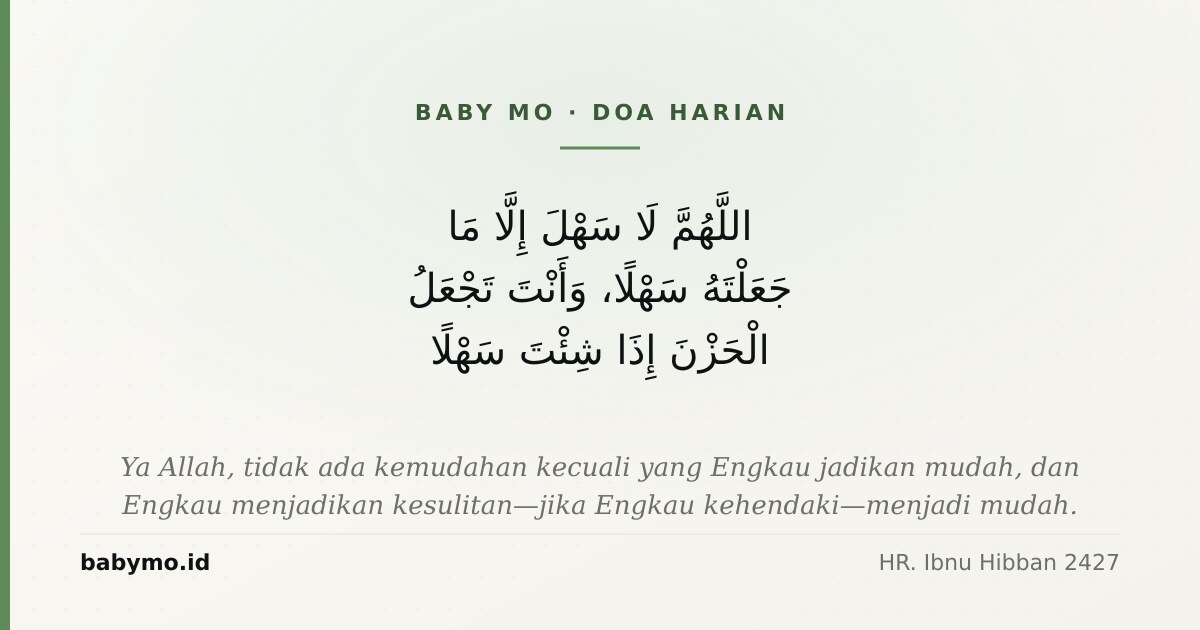 BABY MO · DOA HARIAN
اللَّهُمَّ لَا سَهْلَ إِلَّا مَا
جَعَلْتَهُ سَهْلًا، وَأَنْتَ تَجْعَلُ
الْحَزْنَ إِذَا شِئْتَ سَهْلًا
Ya Allah, tidak ada kemudahan kecuali yang Engkau jadikan mudah, dan
Engkau menjadikan kesulitan—jika Engkau kehendaki—menjadi mudah.
babymo.id
HR. Ibnu Hibban 2427